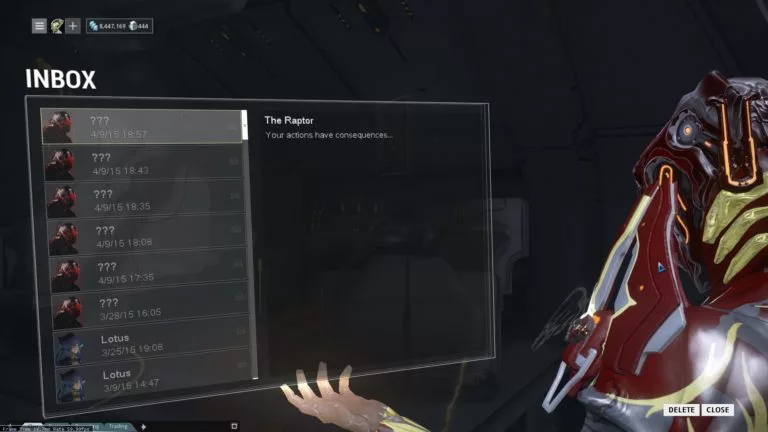 8,447,169 444
INBOX
???
4/9/15 18:57
???
4/9/15 18:43
???
4/9/15 18:35
???
4/9/15 18:08
???
4/9/15 17:35
???
3/28/15 16:05
Lotus
3/25/15 19:08
Lotus
3/9/15 14:47
The Raptor
Your actions have consequences...
DELETE CLOSE
Trading